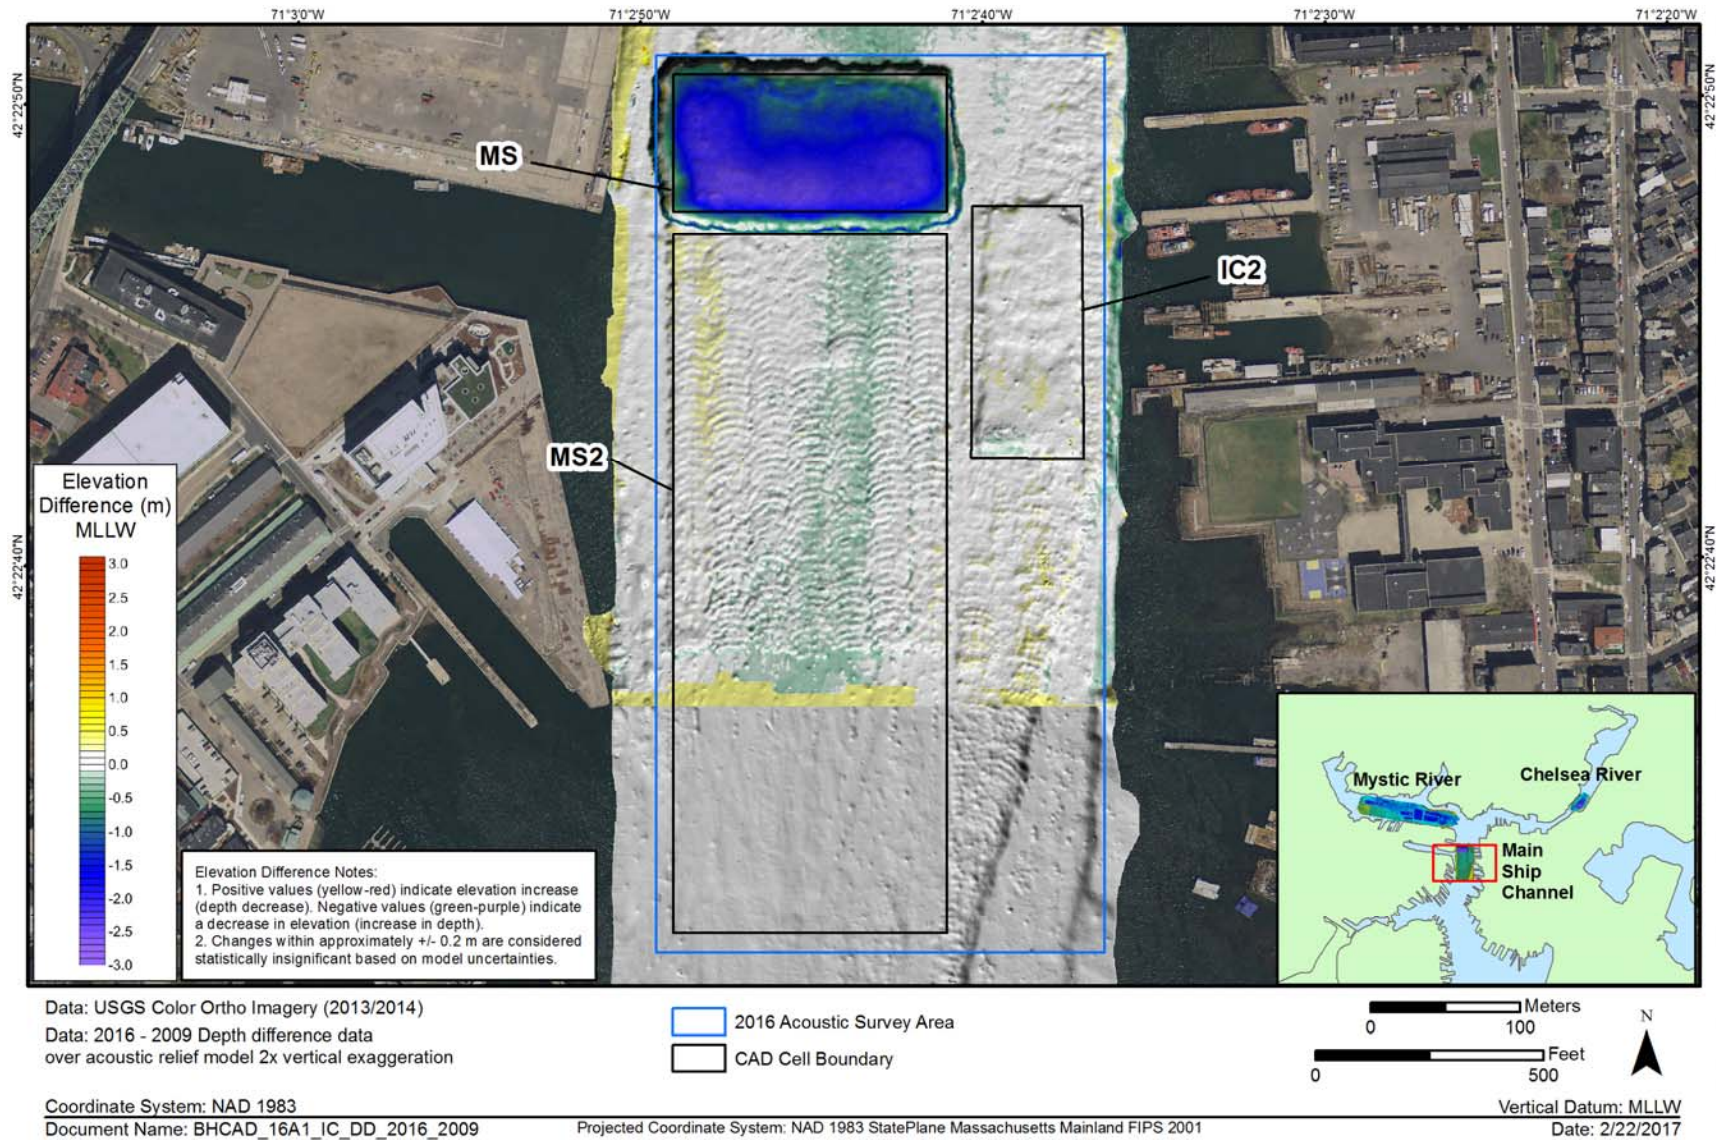 71°3'0"W
71°2'50"W
71°2'40"W
71°2'30"W
71°2'20"W
42°22'50"N
42°22'50"N
MS
IC2
MS2
42°22'40"N
42°22'40"N
Elevation
Difference (m)
MLLW
3.0
2.5
2.0
1.5
1.0
0.5
0.0
-0.5
-1.0
-1.5
-2.0
-2.5
-3.0
Elevation Difference Notes:
1. Positive values (yellow-red) indicate elevation increase
(depth decrease). Negative values (green-purple) indicate
a decrease in elevation (increase in depth).
2. Changes within approximately +/- 0.2 m are considered
statistically insignificant based on model uncertainties.
Mystic River
Chelsea River
Main
Ship
Channel
Data: USGS Color Ortho Imagery (2013/2014)
Data: 2016 - 2009 Depth difference data
over acoustic relief model 2x vertical exaggeration
2016 Acoustic Survey Area
CAD Cell Boundary
Meters
0 100
Feet
0 500
N
Coordinate System: NAD 1983
Vertical Datum: MLLW
Document Name: BHCAD_16A1_IC_DD_2016_2009
Projected Coordinate System: NAD 1983 StatePlane Massachusetts Mainland FIPS 2001
Date: 2/22/2017